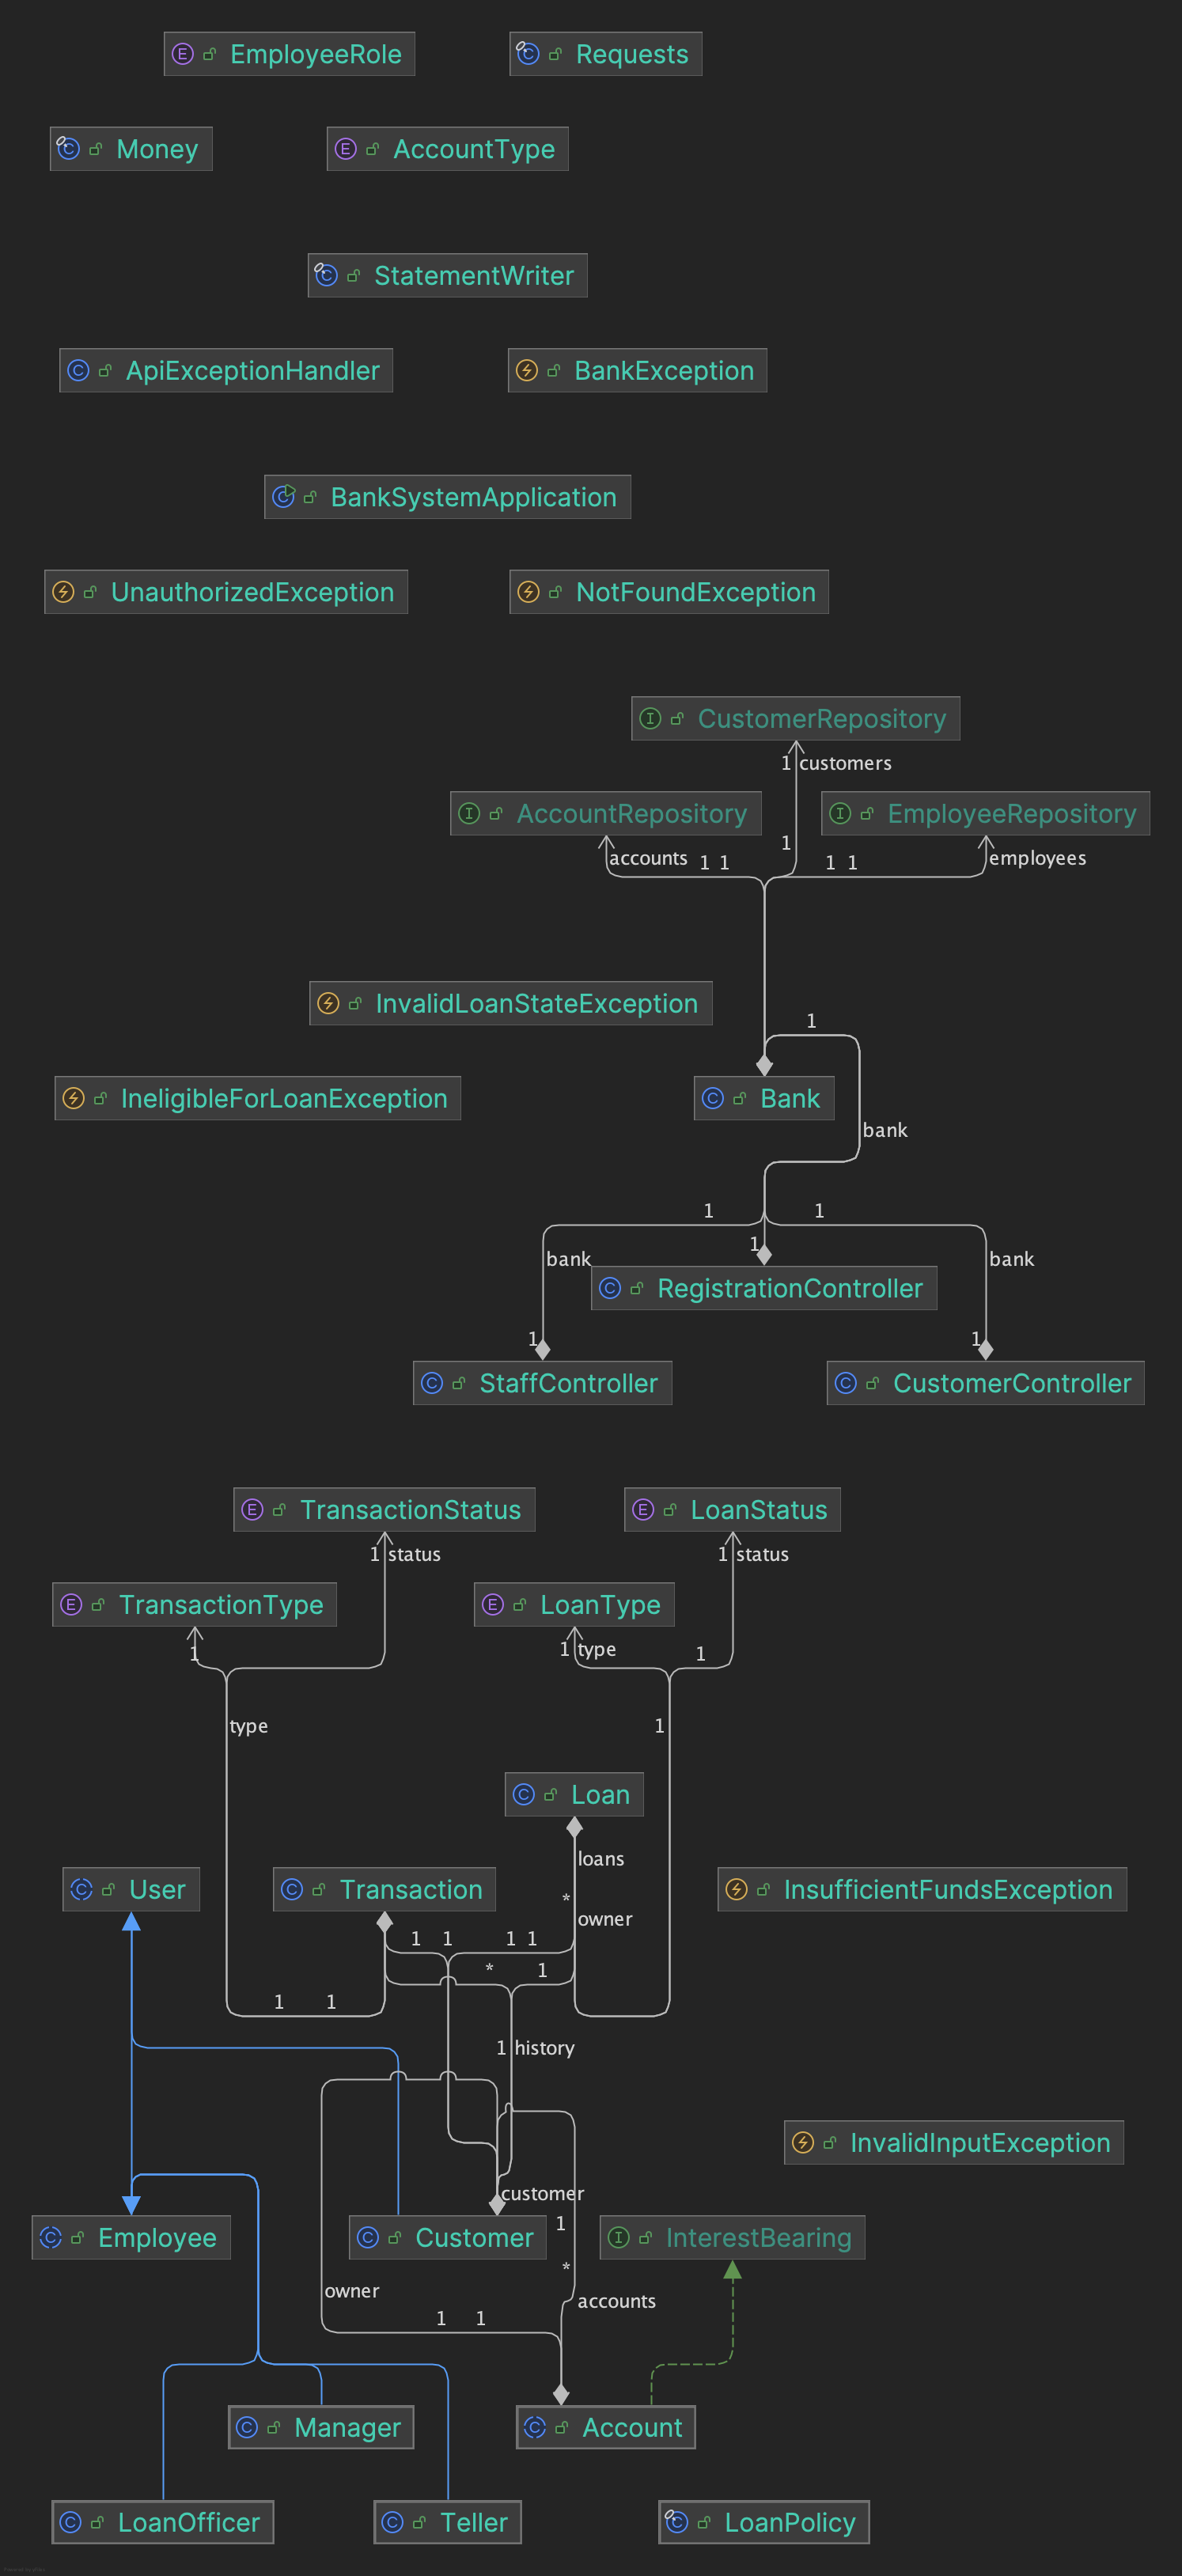 EmployeeRole
Requests
Money
AccountType
StatementWriter
ApiExceptionHandler
BankException
BankSystemApplication
UnauthorizedException
NotFoundException
CustomerRepository
1 customers
AccountRepository
EmployeeRepository
1
accounts
1 1
1 1
employees
InvalidLoanStateException
1
IneligibleForLoanException
Bank
bank
1
1
1
bank
bank
RegistrationController
1
1
StaffController
CustomerController
TransactionStatus
LoanStatus
1 status
1 status
TransactionType
LoanType
1
1 type
1
type
1
Loan
loans
User
Transaction
InsufficientFundsException
*
owner
1 1
1 1
*
1
1 1
1 history
InvalidInputException
customer
1
Employee
Customer
InterestBearing
*
owner
accounts
1 1
Manager
Account
LoanOfficer
Teller
LoanPolicy